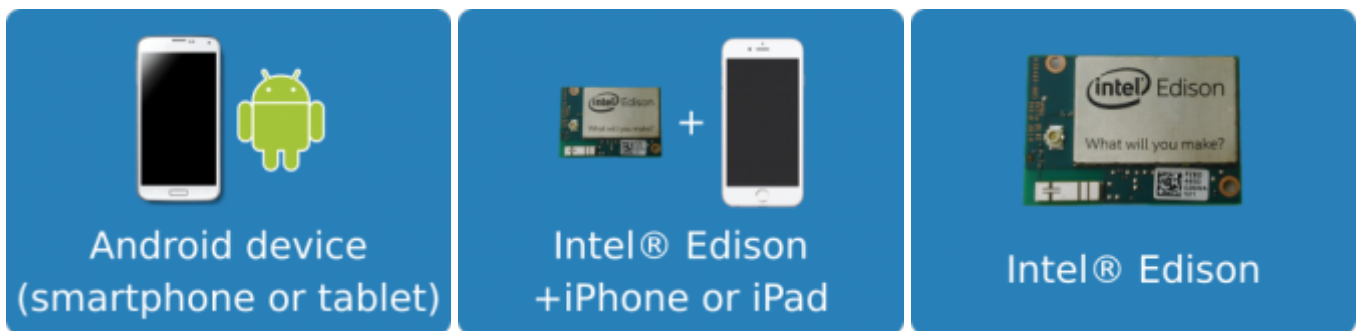 Android device
(smartphone or tablet)
intel Edison
What will you make?
+
Intel® Edison
+iPhone or iPad
intel Edison
What will you make?
Intel® Edison